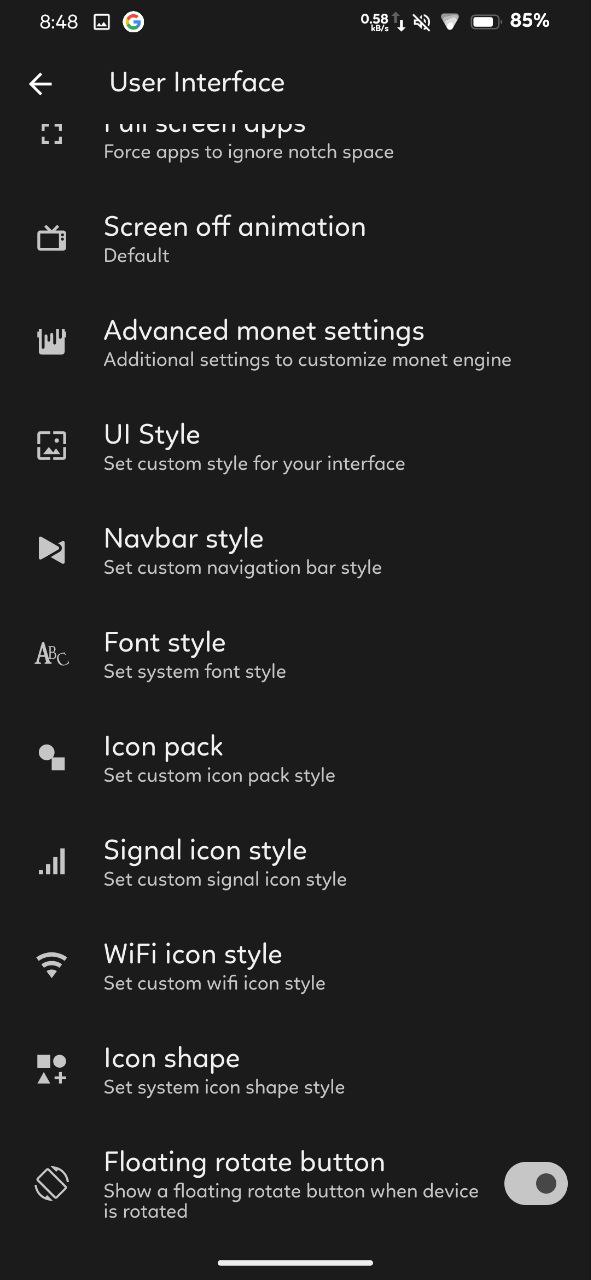 8:48
0.58
kB/s
85%
User Interface
Full screen apps
Force apps to ignore notch space
Screen off animation
Default
Advanced monet settings
Additional settings to customize monet engine
UI Style
Set custom style for your interface
Navbar style
Set custom navigation bar style
ABC
Font style
Set system font style
Icon pack
Set custom icon pack style
Signal icon style
Set custom signal icon style
WiFi icon style
Set custom wifi icon style
Icon shape
Set system icon shape style
Floating rotate button
Show a floating rotate button when device
is rotated